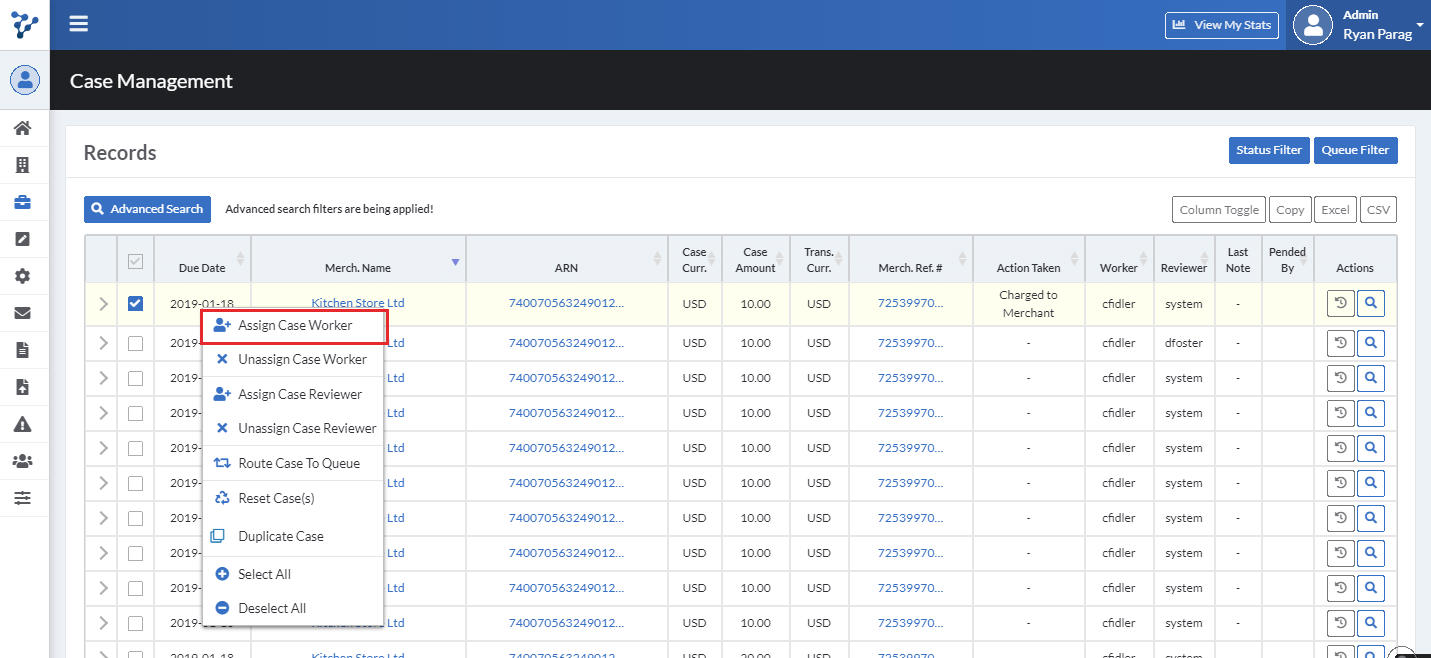 View My Stats
Admin
Ryan Parag
Case Management
Records
Status Filter
Queue Filter
Advanced Search
Advanced search filters are being applied!
Column Toggle
Copy
Excel
CSV
Due Date
Merch. Name
ARN
Case Curr.
Case Amount
Trans. Curr.
Merch. Ref. #
Action Taken
Worker
Reviewer
Last Note
Pended By
Actions
2019-01-18 Kitchen Store Ltd 740070563249012... USD 10.00 USD 72539970... Charged to Merchant cfidler system -
Assign Case Worker
Unassign Case Worker
Assign Case Reviewer
Unassign Case Reviewer
Route Case To Queue
Reset Case(s)
Duplicate Case
Select All
Deselect All
2019- Ltd 740070563249012... USD 10.00 USD 72539970... - cfidler dfoster -
2019- Ltd 740070563249012... USD 10.00 USD 72539970... - cfidler system -
2019- Ltd 740070563249012... USD 10.00 USD 72539970... - cfidler system -
2019- Ltd 740070563249012... USD 10.00 USD 72539970... - cfidler system -
2019- Ltd 740070563249012... USD 10.00 USD 72539970... - cfidler system -
2019- Ltd 740070563249012... USD 10.00 USD 72539970... - cfidler system -
2019- Ltd 740070563249012... USD 10.00 USD 72539970... - cfidler system -
2019- Ltd 740070563249012... USD 10.00 USD 72539970... - cfidler system -
2019- Ltd 740070563249012... USD 10.00 USD 72539970... - cfidler system -